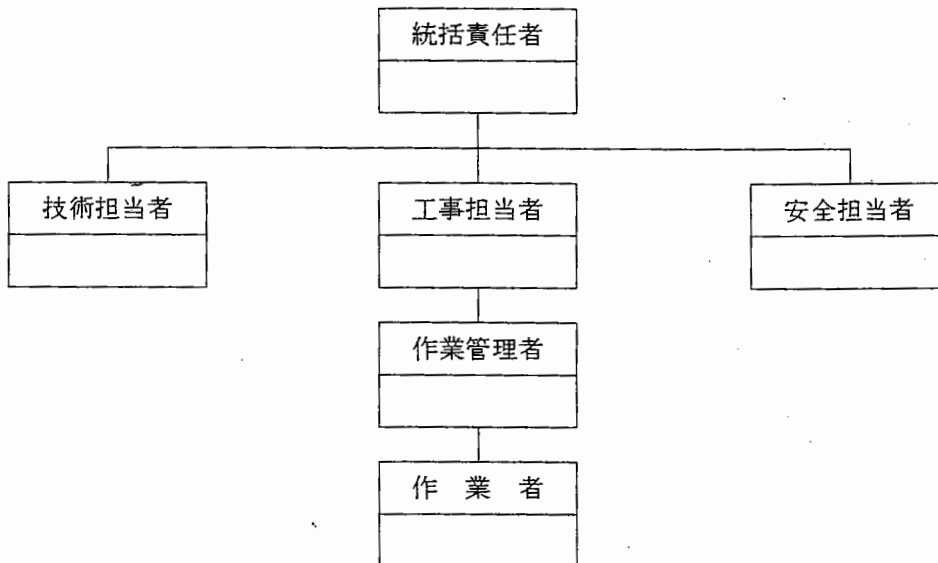 統括責任者
技術担当者
工事担当者
安全担当者
作業管理者
作　業　者